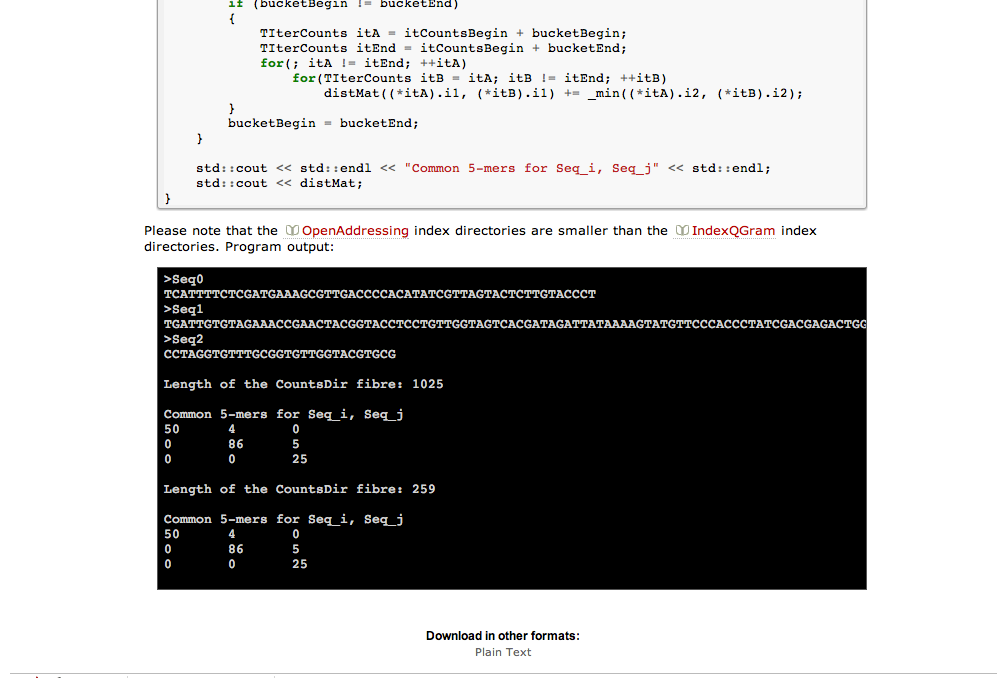 if (bucketBegin != bucketEnd)
{
TIterCounts itA = itCountsBegin + bucketBegin;
TIterCounts itEnd = itCountsBegin + bucketEnd;
for(; itA != itEnd; ++itA)
for(TIterCounts itB = itA; itB != itEnd; ++itB)
distMat((*itA).i1, (*itB).i1) += _min((*itA).i2, (*itB).i2);
}
bucketBegin = bucketEnd;
}
std::cout << std::endl << "Common 5-mers for Seq_i, Seq_j" << std::endl;
std::cout << distMat;
}
Please note that the OpenAddressing index directories are smaller than the IndexQGram index
directories. Program output:
>Seq0
TCATTTTCTCGATGAAAGCGTTGACCCCACATATCGTTAGTACTCTTGTACCCT
>Seq1
TGATTGTGTAGAAACCGAACTACGGTACCTCCTGTTGGTAGTCACGATAGATTATAAAAGTATGTTCCCACCCTATCGACGAGACTGG
>Seq2
CCTAGGTGTTTGCGGTGTTGGTACGTGCG
Length of the CountsDir fibre: 1025
Common 5-mers for Seq_i, Seq_j
50 4 0
0 86 5
0 0 25
Length of the CountsDir fibre: 259
Common 5-mers for Seq_i, Seq_j
50 4 0
0 86 5
0 0 25
Download in other formats:
Plain Text